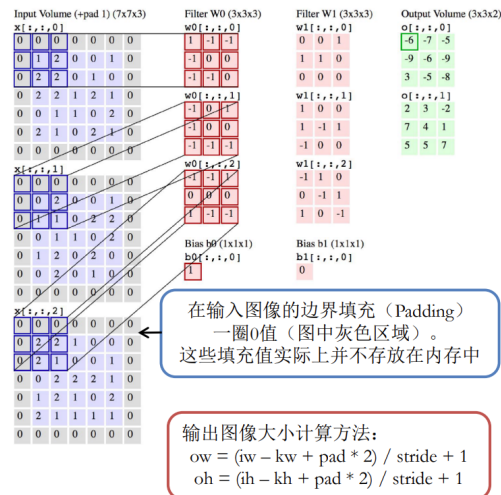 Input Volume (+pad 1) (7x7x3)
x[:,:,0]
0 0 0 0 0 0 0
0 1 2 0 0 1 0
0 2 2 0 1 0 0
0 2 2 1 2 1 0
0 0 1 1 0 2 0
0 2 1 0 2 1 0
0 0 0 0 0 0 0
x[:,:,1]
0 0 0 0 0 0 0
0 0 2 0 0 1 0
0 1 1 0 2 2 0
0 0 1 1 0 2 0
0 1 2 0 2 0 0
0 0 2 0 1 0 0
0 0 0 0 0 0 0
x[:,:,2]
0 0 0 0 0 0 0
0 2 2 1 0 0 0
0 2 1 0 0 1 0
0 0 2 2 2 1 0
0 1 2 1 0 2 0
0 2 1 1 1 1 0
0 0 0 0 0 0 0
Filter W0 (3x3x3)
w0[:,:,0]
1 -1 -1
-1 0 0
-1 0 0
w0[:,:,1]
-1 0 1
-1 0 0
-1 0 0
w0[:,:,2]
-1 -1 1
0 0 0
1 -1 -1
Bias b0 (1x1x1)
b0[:,:,0]
1
Filter W1 (3x3x3)
w1[:,:,0]
0 0 1
1 1 0
0 0 0
w1[:,:,1]
1 0 0
1 -1 1
1 0 0
w1[:,:,2]
-1 1 0
0 -1 1
1 0 -1
Bias b1 (1x1x1)
b1[:,:,0]
0
Output Volume (3x3x2)
o[:,:,0]
-6 -7 -5
-9 -6 -9
3 -5 -8
o[:,:,1]
2 3 -2
7 4 1
5 5 7
在输入图像的边界填充（Padding）
一圈0值（图中灰色区域）。
这些填充值实际上并不存放在内存中
输出图像大小计算方法：
ow = (iw – kw + pad * 2) / stride + 1
oh = (ih – kh + pad * 2) / stride + 1